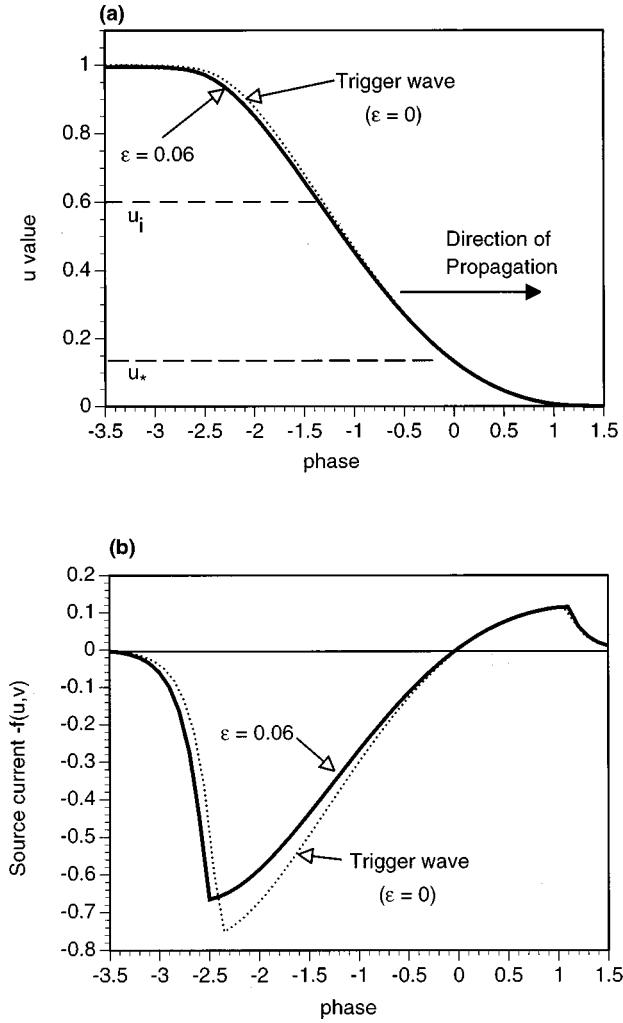 (a)
1
0.8
0.6
0.4
0.2
0
u value
Trigger wave
(ε = 0)
ε = 0.06
u_i
Direction of
Propagation
u_*
-3.5 -3 -2.5 -2 -1.5 -1 -0.5 0 0.5 1 1.5
phase
(b)
0.2
0.1
0
-0.1
-0.2
-0.3
-0.4
-0.5
-0.6
-0.7
-0.8
Source current -f(u,v)
ε = 0.06
Trigger wave
(ε = 0)
-3.5 -3 -2.5 -2 -1.5 -1 -0.5 0 0.5 1 1.5
phase